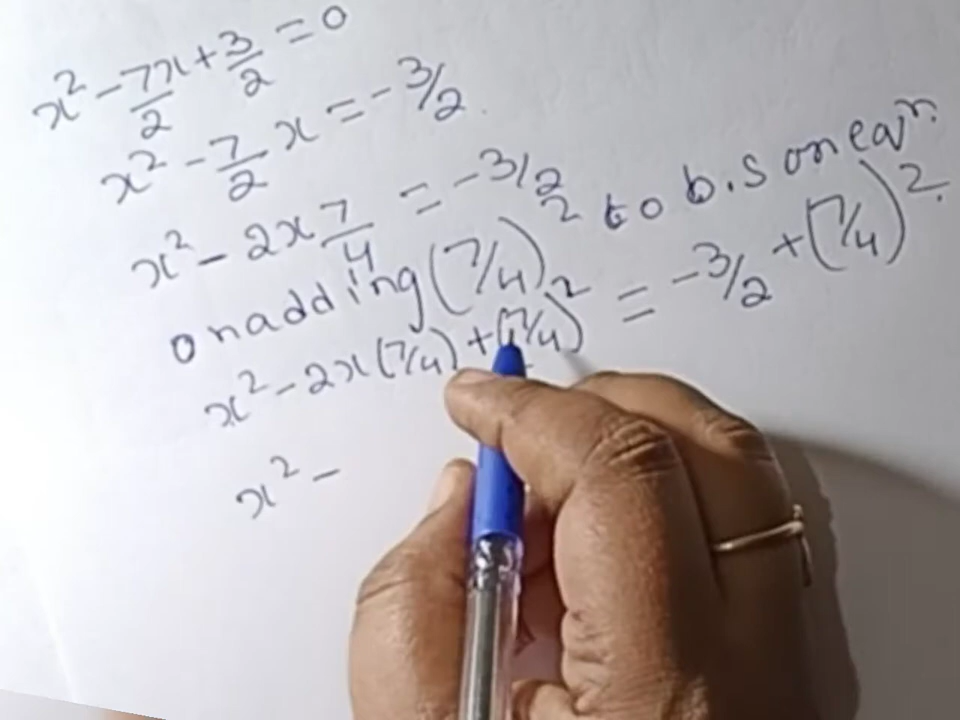 x² - 7x/2 + 3/2 = 0
x² - 7/2 x = -3/2
x² - 2x 7/4 = -3/2
on adding (7/4)² to b.s on eqn.
x² - 2x(7/4) + (7/4)² = -3/2 + (7/4)².
x² -